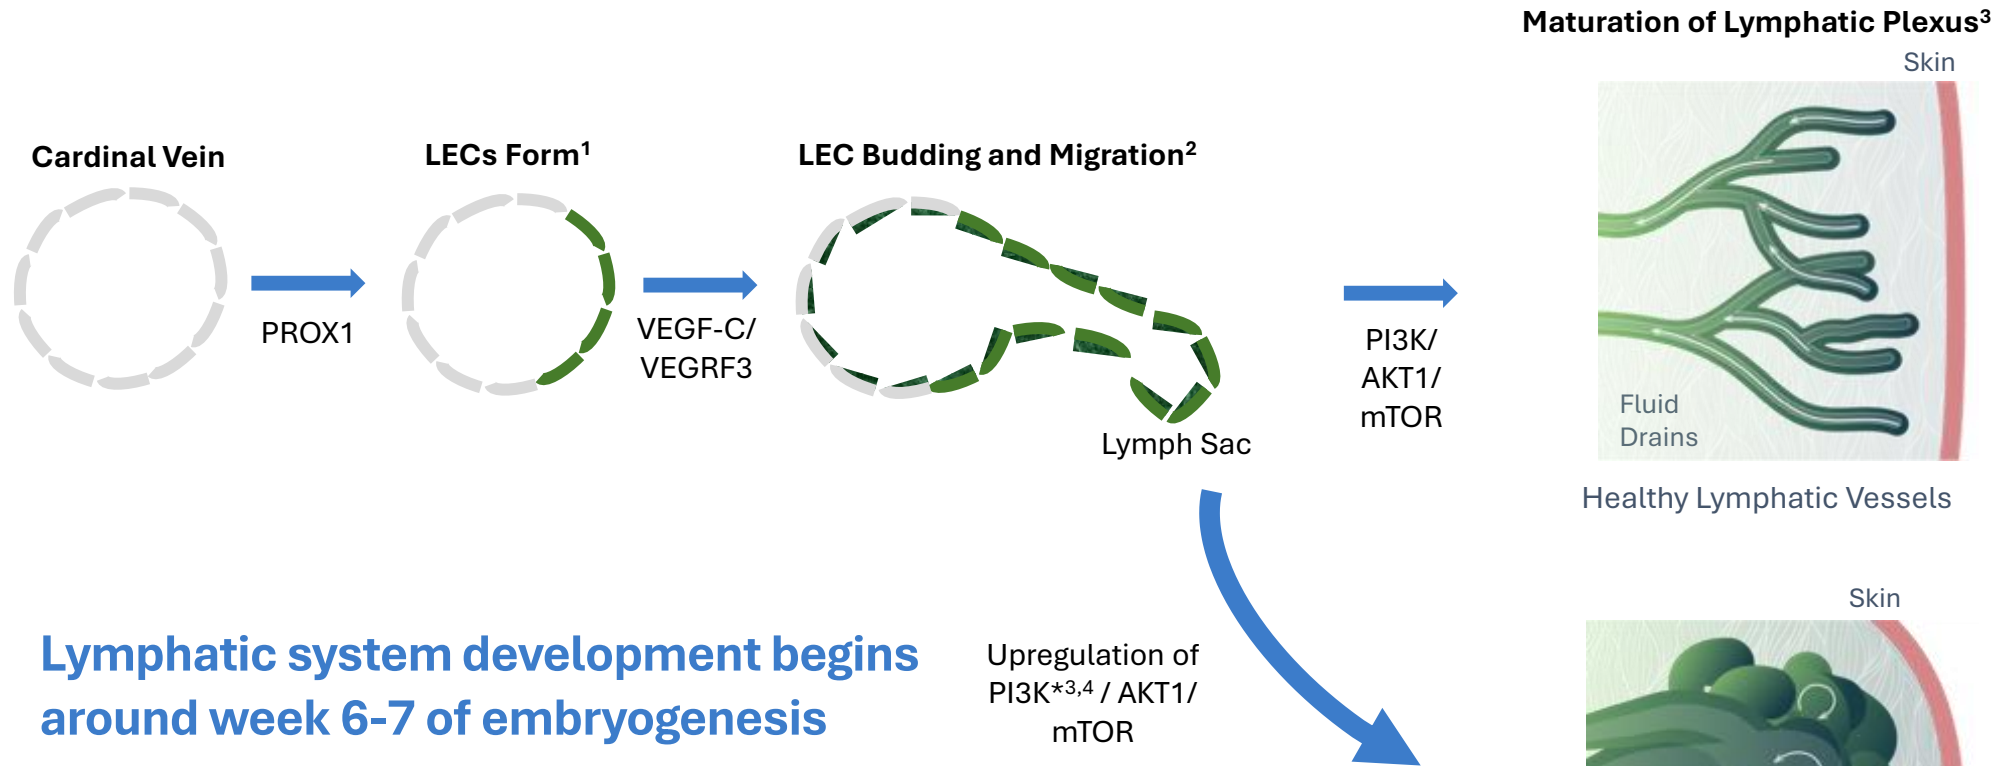 Maturation of Lymphatic Plexus³
Skin
Cardinal Vein
LECs Form¹
LEC Budding and Migration²
PROX1
VEGF-C/
VEGRF3
PI3K/
AKT1/
mTOR
Fluid
Drains
Lymph Sac
Healthy Lymphatic Vessels
Skin
Lymphatic system development begins
around week 6-7 of embryogenesis
Upregulation of
PI3K*³,⁴ / AKT1/
mTOR